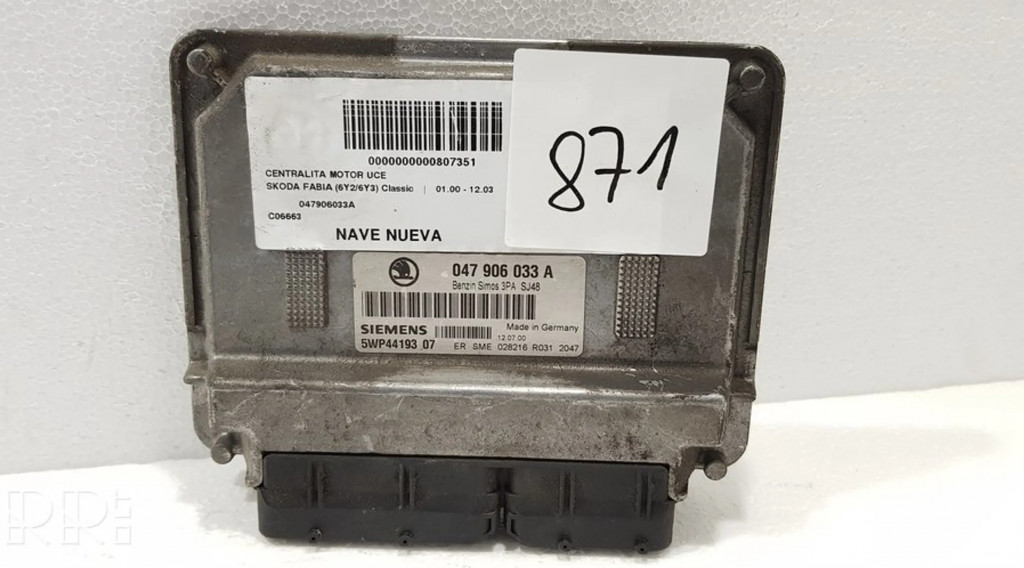 0000000000807351
CENTRALITA MOTOR UCE
SKODA FABIA (6Y2/6Y3) Classic | 01.00 - 12.03
047906033A
C06663
NAVE NUEVA
871
047 906 033 A
Benzin Simos 3PA SJ48
SIEMENS
Made in Germany
12.07.00
5WP44193 07
ER SME 028216 R031 2047
RRR